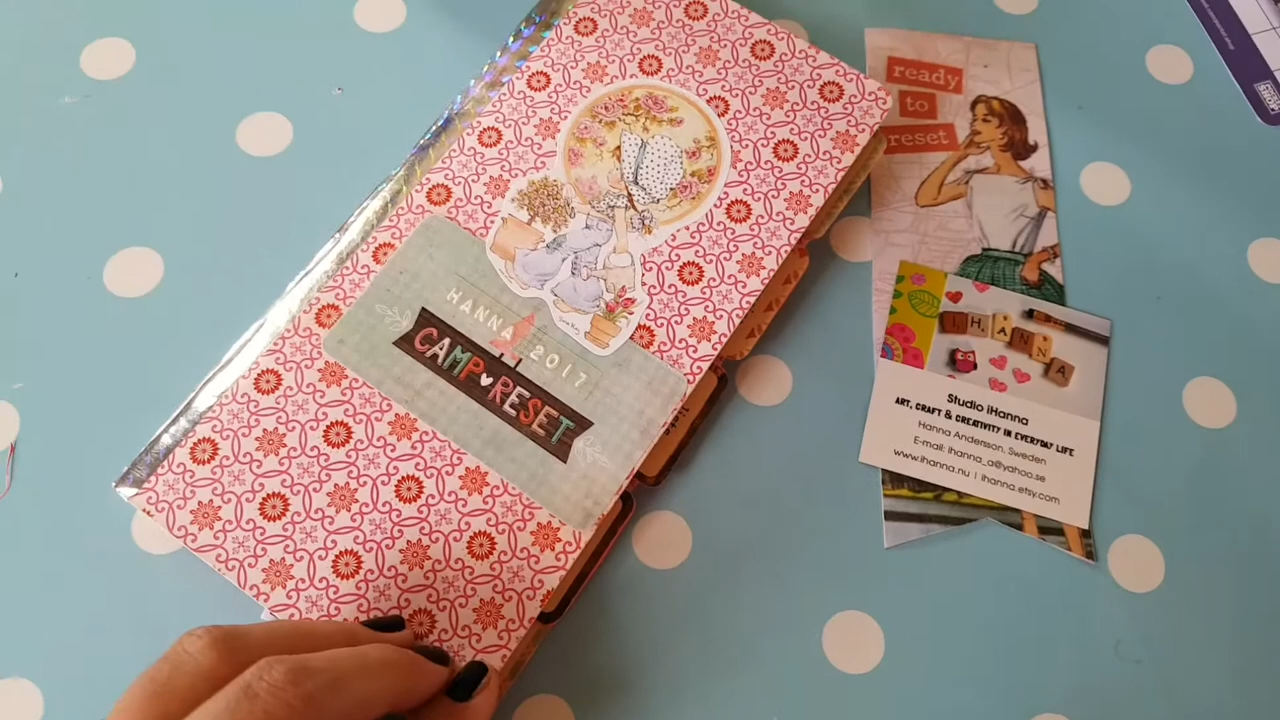 HANNA 2017
CAMP RESET
ready
to
reset
IHANNA
Studio iHanna
ART, CRAFT & CREATIVITY IN EVERYDAY LIFE
Hanna Andersson, Sweden
E-mail: ihanna_a@yahoo.se
www.ihanna.nu | ihanna.etsy.com